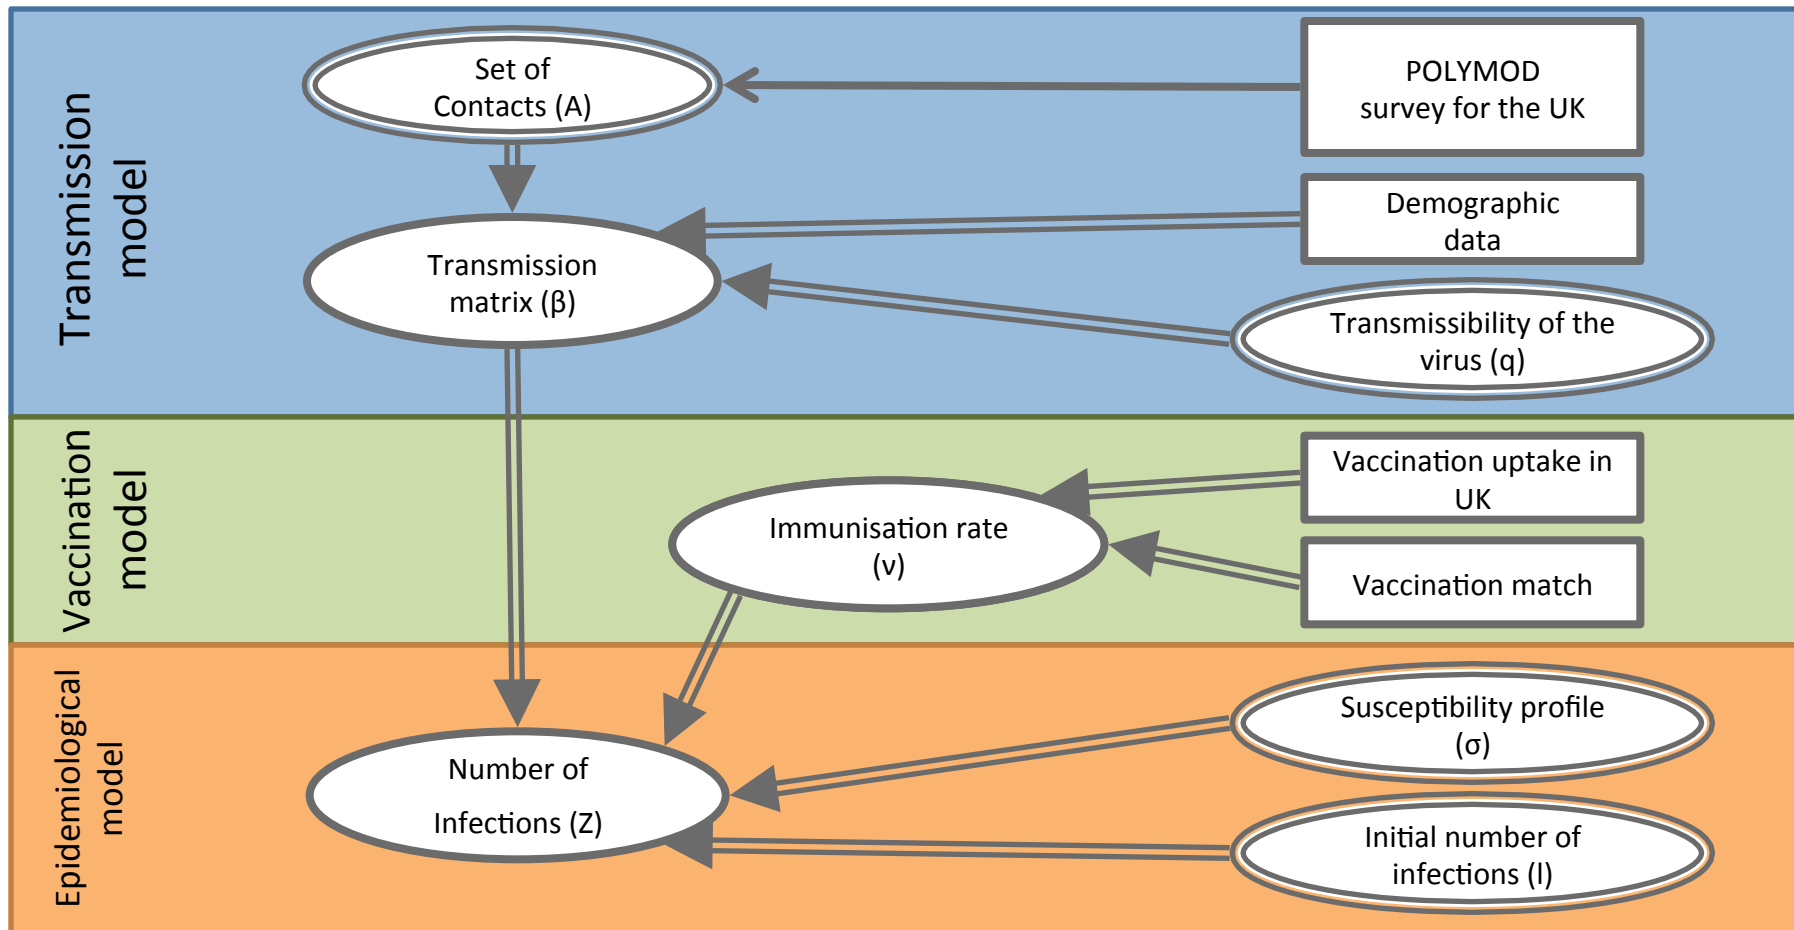 Transmission
model
Set of
Contacts (A)
POLYMOD
survey for the UK
Demographic
data
Transmission
matrix (β)
Transmissibility of the
virus (q)
Vaccination
model
Vaccination uptake in
UK
Immunisation rate
(ν)
Vaccination match
Epidemiological
model
Susceptibility profile
(σ)
Number of
Infections (Z)
Initial number of
infections (I)